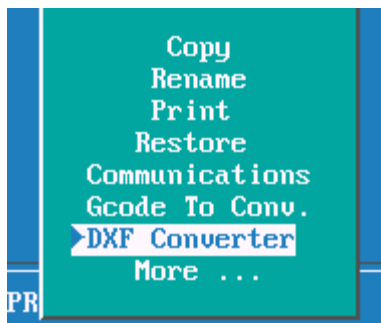 Copy
Rename
Print
Restore
Communications
Gcode To Conv.
DXF Converter
More ...
PR